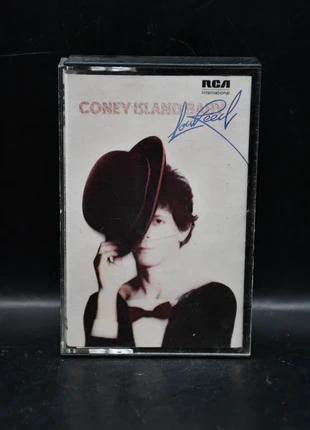 RCA
International
CONEY ISLAND BABY
Lou Reed